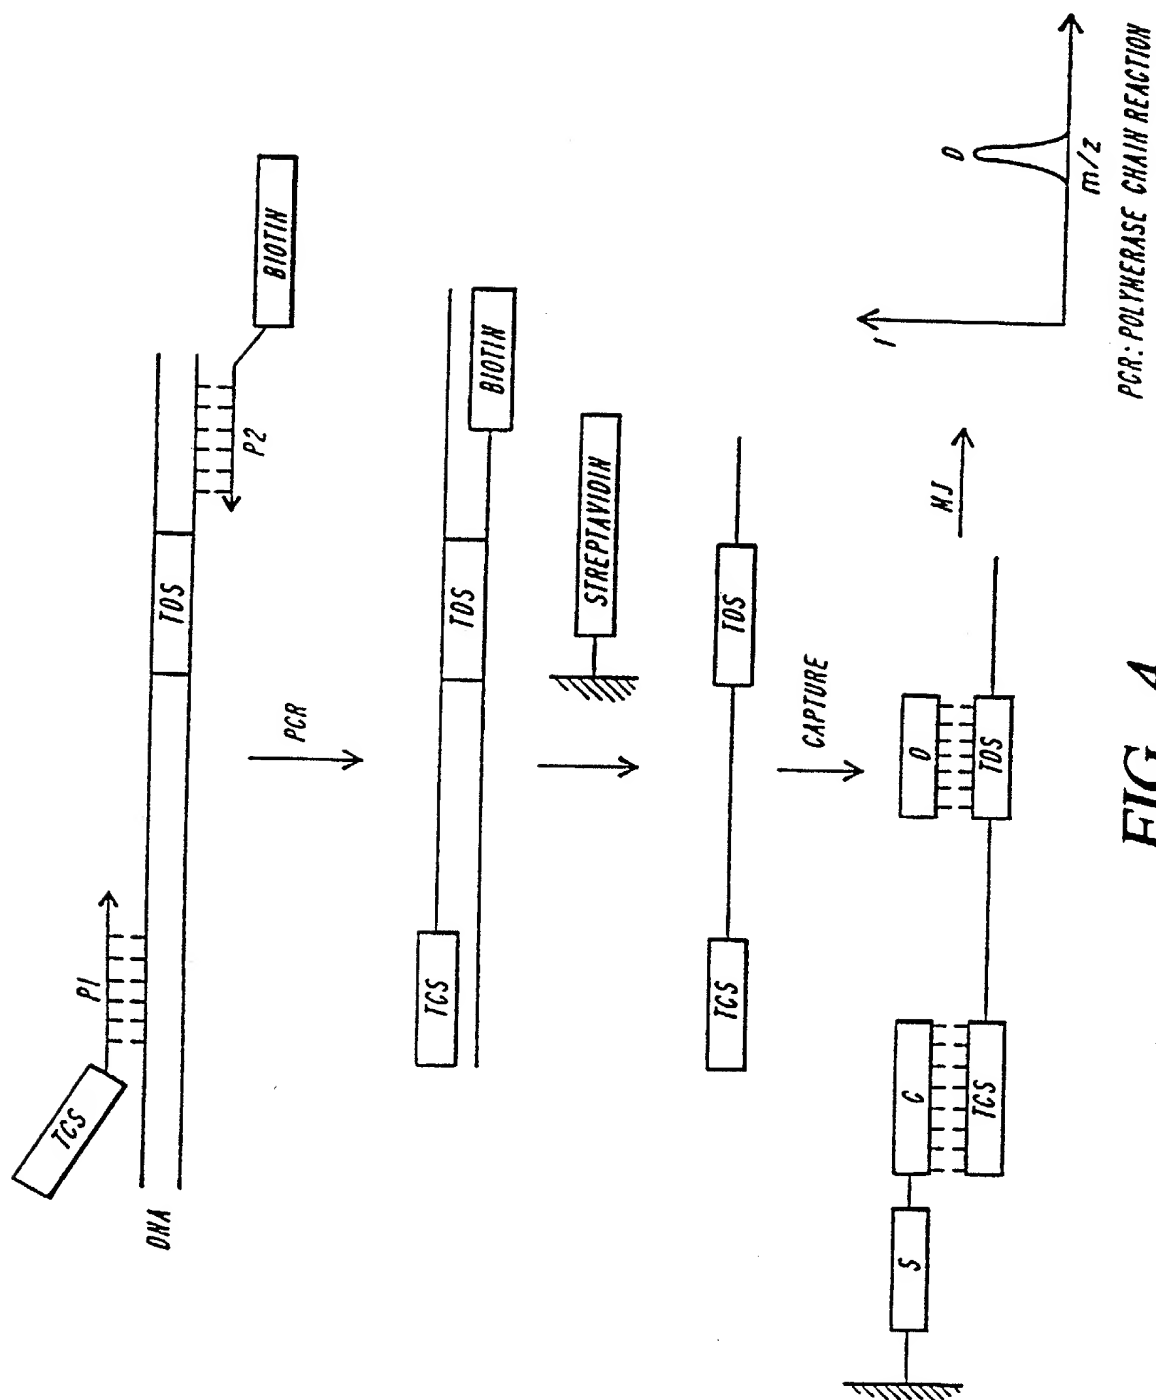 TCS
P1
DNA
TDS
P2
BIOTIN
PCR
TCS
TDS
BIOTIN
STREPTAVIDIN
TCS
TDS
CAPTURE
S
C
TCS
D
TDS
MJ
I
D
m/z
PCR: POLYMERASE CHAIN REACTION
FIG. 4